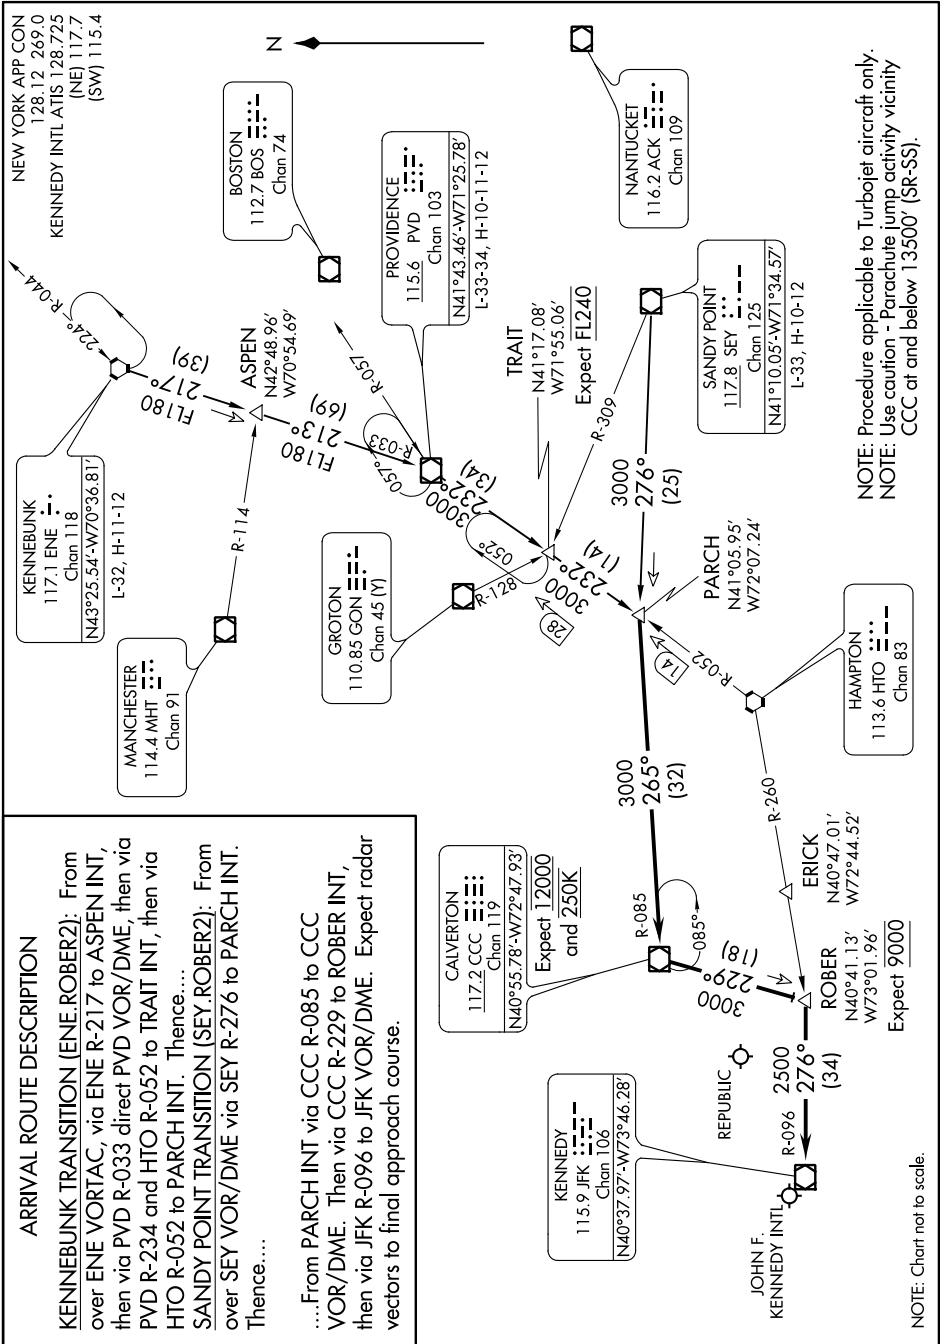 NEW YORK APP CON
128.12 269.0
KENNEDY INTL ATIS 128.725
(NE) 117.7
(SW) 115.4
ARRIVAL ROUTE DESCRIPTION
KENNEBUNK TRANSITION (ENE.ROBER2): From
over ENE VORTAC, via ENE R-217 to ASPEN INT,
then via PVD R-033 direct PVD VOR/DME, then via
PVD R-234 and HTO R-052 to TRAIT INT, then via
HTO R-052 to PARCH INT. Thence....
SANDY POINT TRANSITION (SEY.ROBER2): From
over SEY VOR/DME via SEY R-276 to PARCH INT.
Thence....
....From PARCH INT via CCC R-085 to CCC
VOR/DME. Then via CCC R-229 to ROBER INT,
then via JFK R-096 to JFK VOR/DME. Expect radar
vectors to final approach course.
KENNEBUNK
117.1 ENE
Chan 118
N43°25.54'-W70°36.81'
L-32, H-11-12
224°
R-044
FL180
217°
(39)
MANCHESTER
114.4 MHT
Chan 91
R-114
ASPEN
N42°48.96'
W70°54.69'
FL180
213°
(69)
BOSTON
112.7 BOS
Chan 74
N
R-057
R-033
057°
PROVIDENCE
115.6 PVD
Chan 103
N41°43.46'-W71°25.78'
L-33-34, H-10-11-12
3000
232°
(34)
GROTON
110.85 GON
Chan 45 (Y)
R-128
052°
TRAIT
N41°17.08'
W71°55.06'
Expect FL240
3000
232°
(14)
28
R-309
NANTUCKET
116.2 ACK
Chan 109
SANDY POINT
117.8 SEY
Chan 125
N41°10.05'-W71°34.57'
L-33, H-10-12
3000
276°
(25)
PARCH
N41°05.95'
W72°07.24'
14
R-052
HAMPTON
113.6 HTO
Chan 83
3000
265°
(32)
R-260
CALVERTON
117.2 CCC
Chan 119
N40°55.78'-W72°47.93'
Expect 12000
and 250K
R-085
085°
3000
229°
(18)
ERICK
N40°47.01'
W72°44.52'
ROBER
N40°41.13'
W73°01.96'
Expect 9000
REPUBLIC
2500
276°
(34)
R-096
KENNEDY
115.9 JFK
Chan 106
N40°37.97'-W73°46.28'
JOHN F.
KENNEDY INTL
NOTE: Procedure applicable to Turbojet aircraft only.
NOTE: Use caution - Parachute jump activity vicinity
CCC at and below 13500' (SR-SS).
NOTE: Chart not to scale.